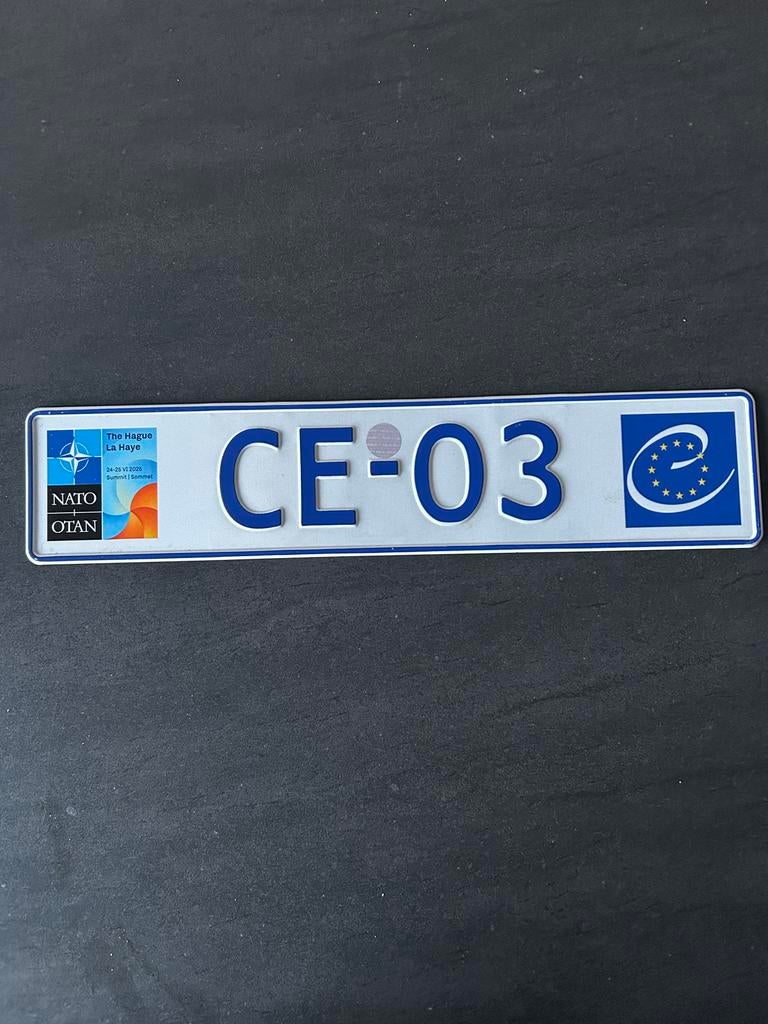 The Hague
La Haye
24-25 VI 2025
Summit | Sommet
NATO
OTAN
CE-03